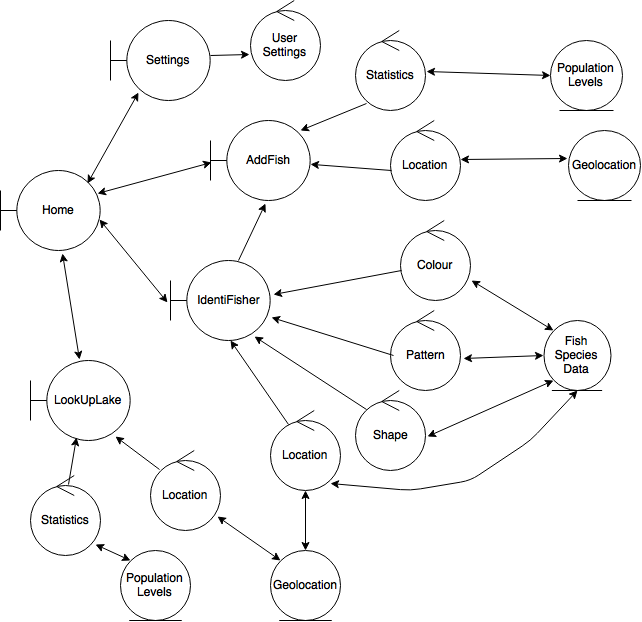 User
Settings
Settings
Statistics
Population
Levels
AddFish
Location
Geolocation
Home
Colour
IdentiFisher
Pattern
Fish
Species
Data
LookUpLake
Shape
Location
Location
Statistics
Population
Levels
Geolocation